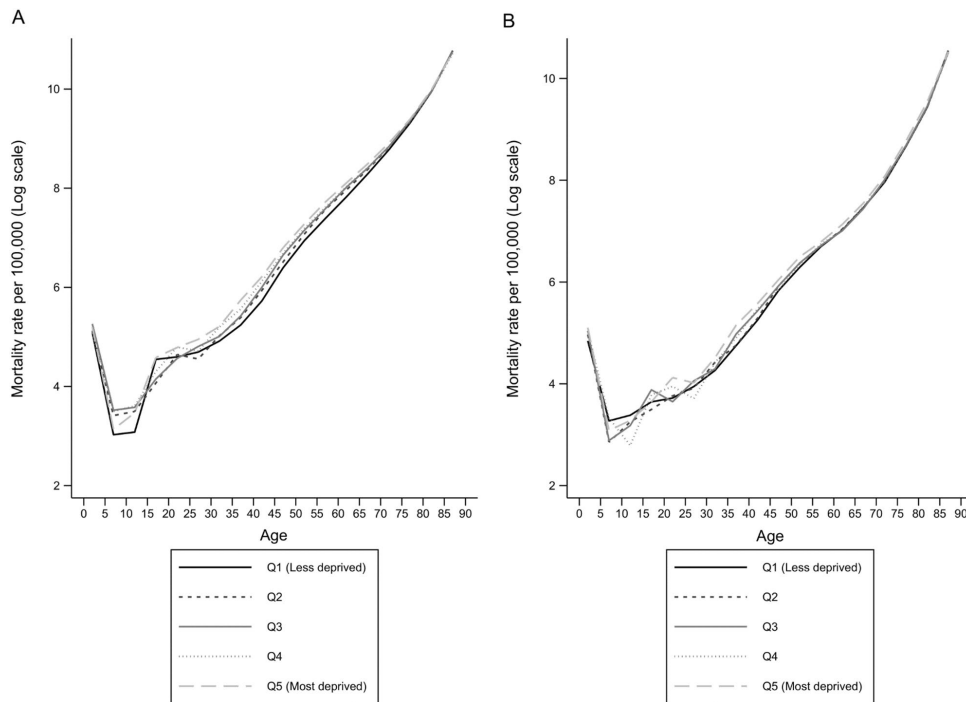 A
Mortality rate per 100,000 (Log scale)
10
8
6
4
2
0 5 10 15 20 25 30 35 40 45 50 55 60 65 70 75 80 85 90
Age
Q1 (Less deprived)
Q2
Q3
Q4
Q5 (Most deprived)
B
Mortality rate per 100,000 (Log scale)
10
8
6
4
2
0 5 10 15 20 25 30 35 40 45 50 55 60 65 70 75 80 85 90
Age
Q1 (Less deprived)
Q2
Q3
Q4
Q5 (Most deprived)